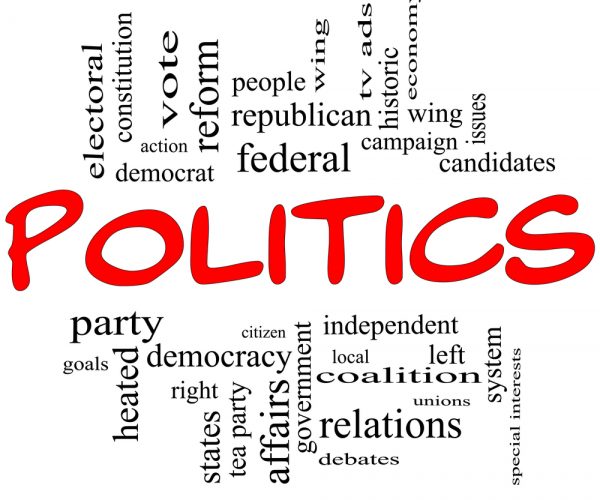 electoral
constitution
vote
reform
action
democrat
people
wing
republican
federal
tv ads
historic
economy
wing
campaign
issues
candidates
POLITICS
party
goals
heated
democracy
citizen
right
states
tea party
affairs
government
independent
local
left
coalition
unions
relations
debates
system
special interests